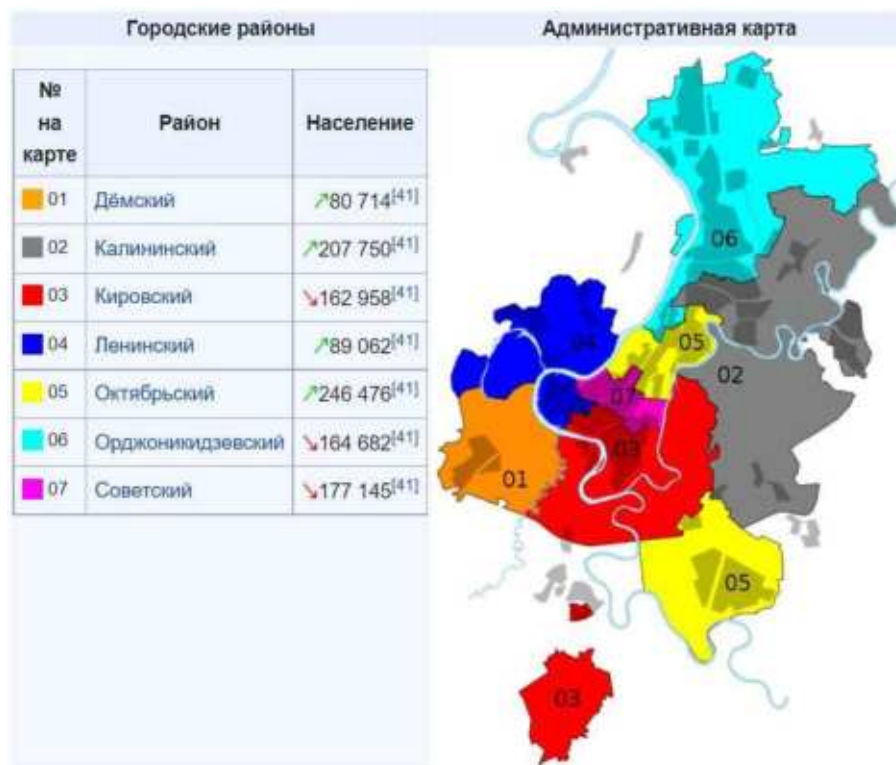 Городские районы
Административная карта
№
на
карте
Район
Население
01 Дёмский ↗80 714[41]
02 Калининский ↗207 750[41]
03 Кировский ↘162 958[41]
04 Ленинский ↗89 062[41]
05 Октябрьский ↗246 476[41]
06 Орджоникидзевский ↘164 682[41]
07 Советский ↘177 145[41]
06
04
05
02
07
03
01
05
03